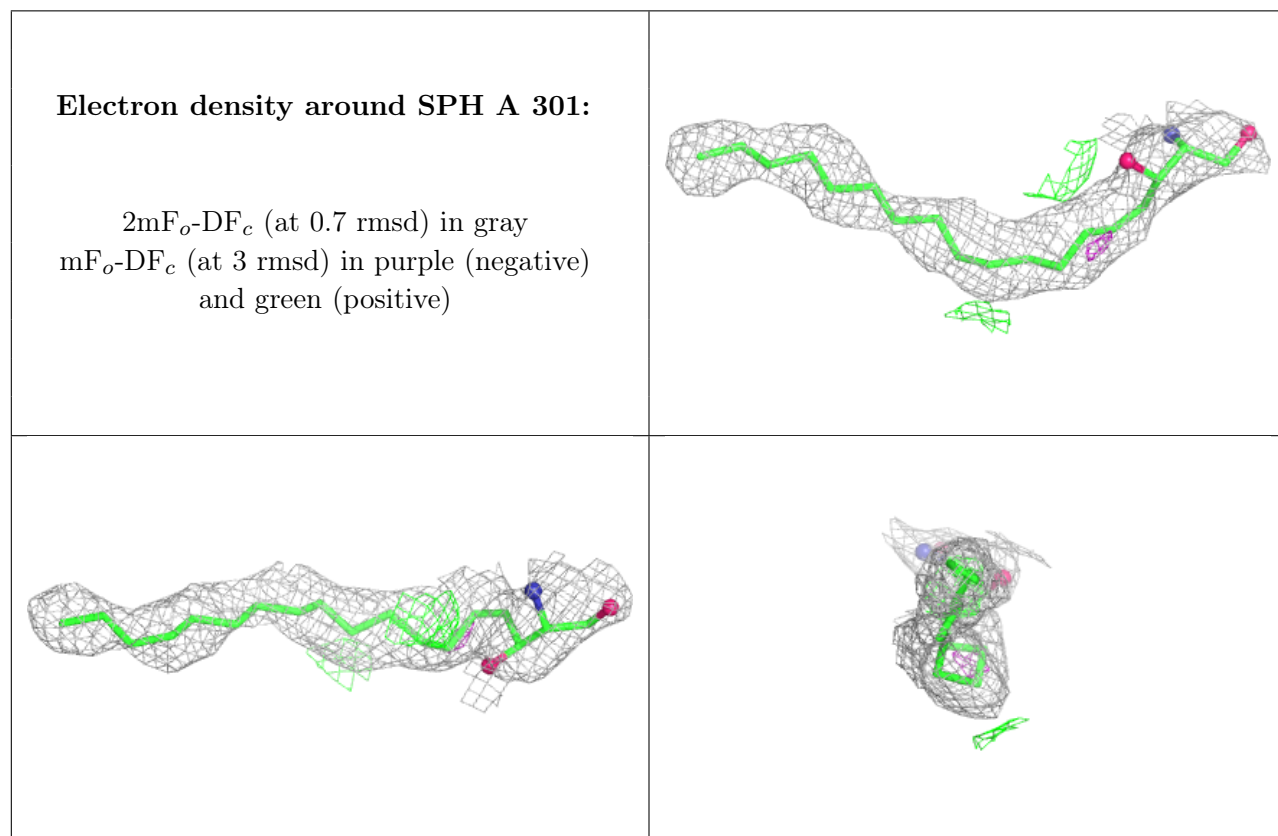 Electron density around SPH A 301:
2mFo-DFc (at 0.7 rmsd) in gray
mFo-DFc (at 3 rmsd) in purple (negative)
and green (positive)